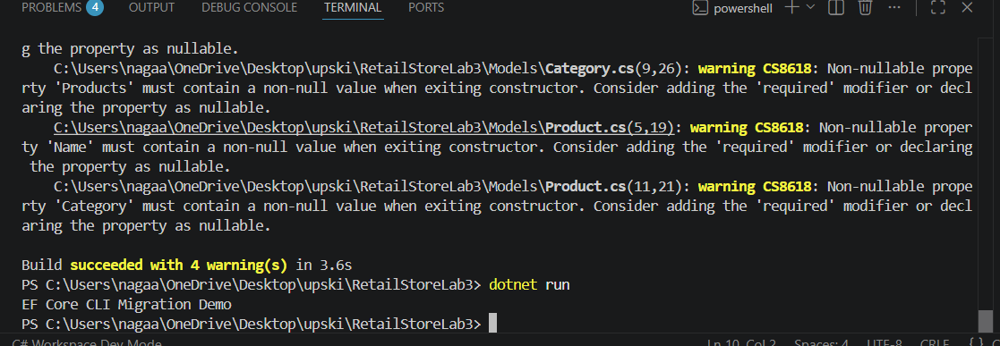 PROBLEMS 4 OUTPUT DEBUG CONSOLE TERMINAL PORTS powershell
g the property as nullable.
C:\Users\nagaa\OneDrive\Desktop\upski\RetailStoreLab3\Models\Category.cs(9,26): warning CS8618: Non-nullable prope
rty 'Products' must contain a non-null value when exiting constructor. Consider adding the 'required' modifier or decl
aring the property as nullable.
C:\Users\nagaa\OneDrive\Desktop\upski\RetailStoreLab3\Models\Product.cs(5,19): warning CS8618: Non-nullable proper
ty 'Name' must contain a non-null value when exiting constructor. Consider adding the 'required' modifier or declaring
the property as nullable.
C:\Users\nagaa\OneDrive\Desktop\upski\RetailStoreLab3\Models\Product.cs(11,21): warning CS8618: Non-nullable prope
rty 'Category' must contain a non-null value when exiting constructor. Consider adding the 'required' modifier or decl
aring the property as nullable.
Build succeeded with 4 warning(s) in 3.6s
PS C:\Users\nagaa\OneDrive\Desktop\upski\RetailStoreLab3> dotnet run
EF Core CLI Migration Demo
PS C:\Users\nagaa\OneDrive\Desktop\upski\RetailStoreLab3>
C# Workspace Dev Mode Ln 10, Col 2 Spaces: 4 UTF-8 CRLF { }